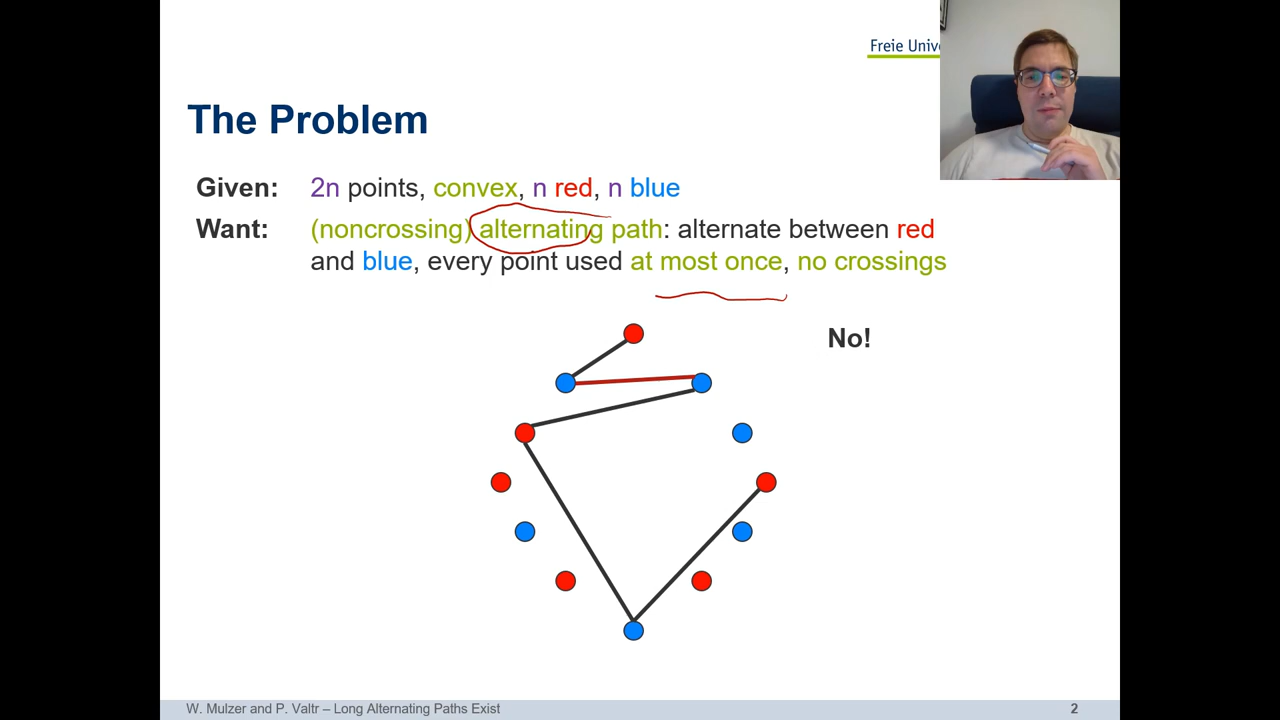 Freie Unive
The Problem
Given: 2n points, convex, n red, n blue
Want: (noncrossing) alternating path: alternate between red
and blue, every point used at most once, no crossings
No!
W. Mulzer and P. Valtr – Long Alternating Paths Exist
2